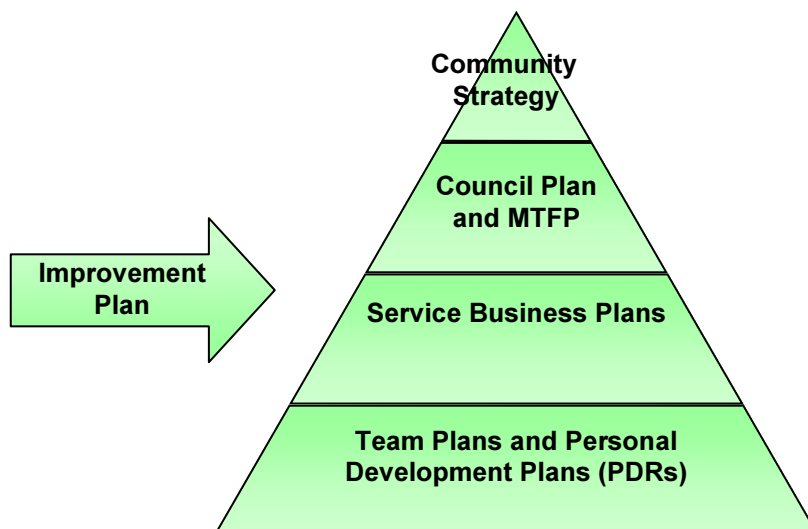 Community
Strategy
Council Plan
and MTFP
Improvement
Plan
Service Business Plans
Team Plans and Personal
Development Plans (PDRs)